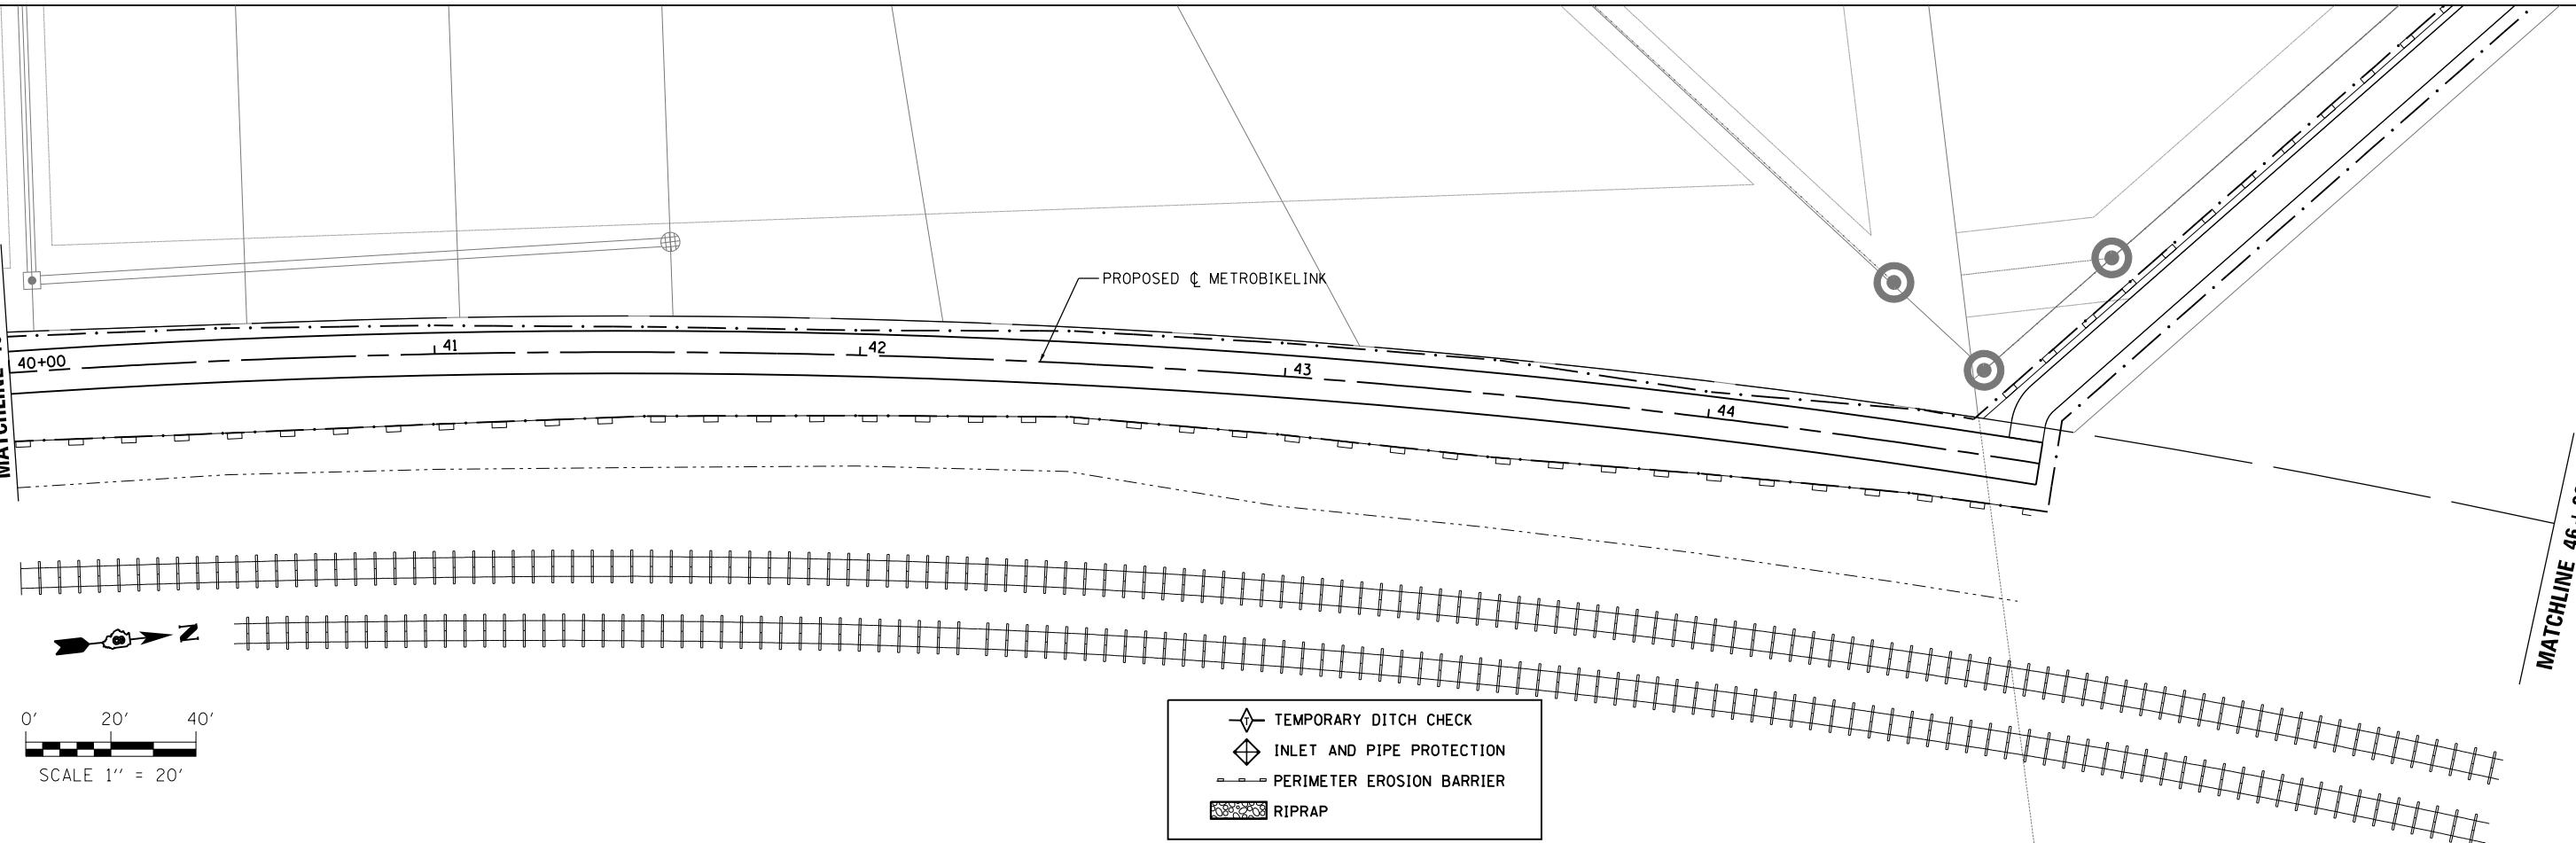 PROPOSED ℄ METROBIKELINK
40+00
41
42
43
44
MATCHLINE
MATCHLINE 46+
N
0' 20' 40'
SCALE 1'' = 20'
T TEMPORARY DITCH CHECK
INLET AND PIPE PROTECTION
PERIMETER EROSION BARRIER
RIPRAP